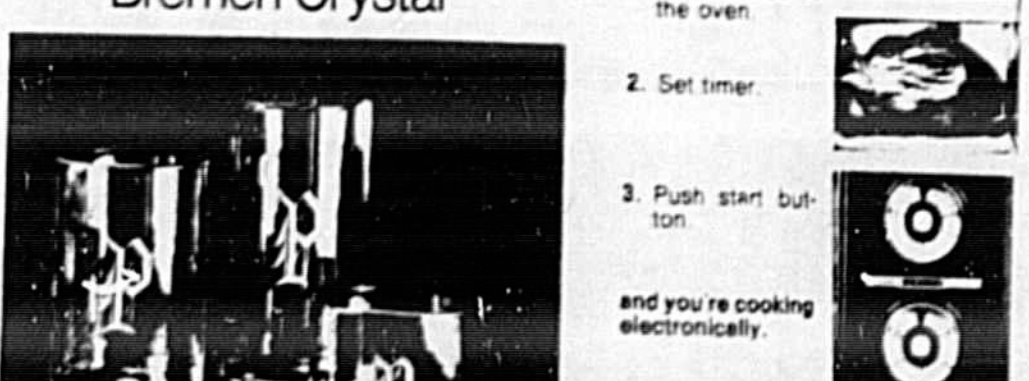 Bremen Crystal
the oven.
2. Set timer.
3. Push start but-
ton.
and you're cooking
electronically.